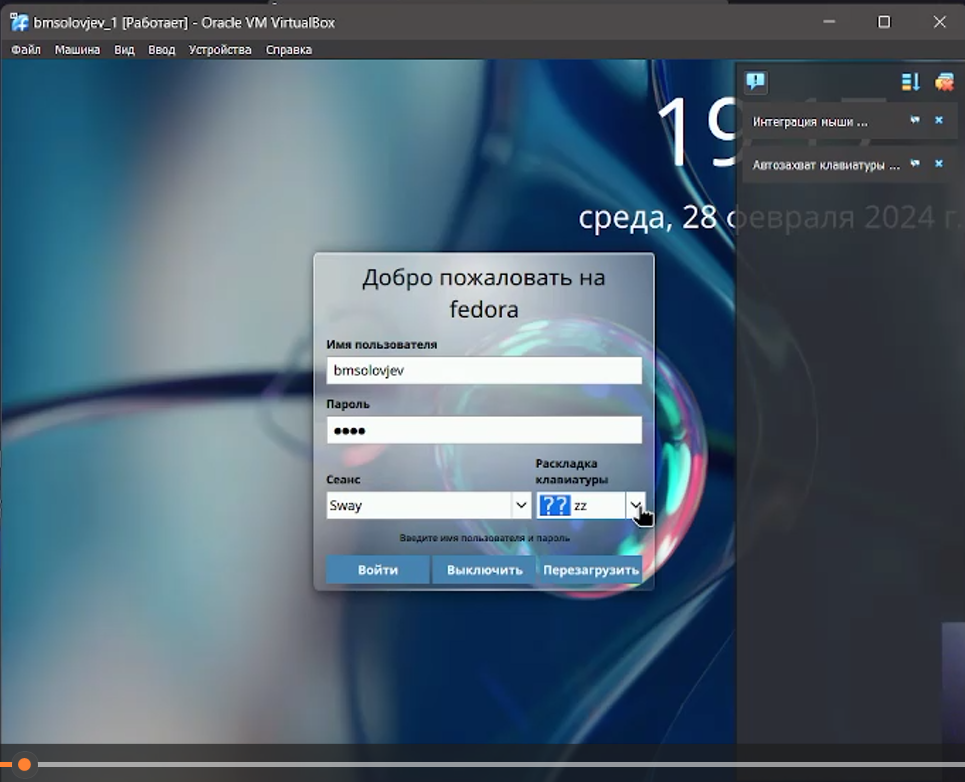 bmsolovjev_1 [Работает] - Oracle VM VirtualBox
Файл Машина Вид Ввод Устройства Справка
Интеграция мыши ...
Автозахват клавиатуры ...
19:17
среда, 28 февраля 2024 г.
Добро пожаловать на
fedora
Имя пользователя
bmsolovjev
Пароль
Сеанс
Раскладка
клавиатуры
Sway
?? zz
Введите имя пользователя и пароль
Войти Выключить Перезагрузить